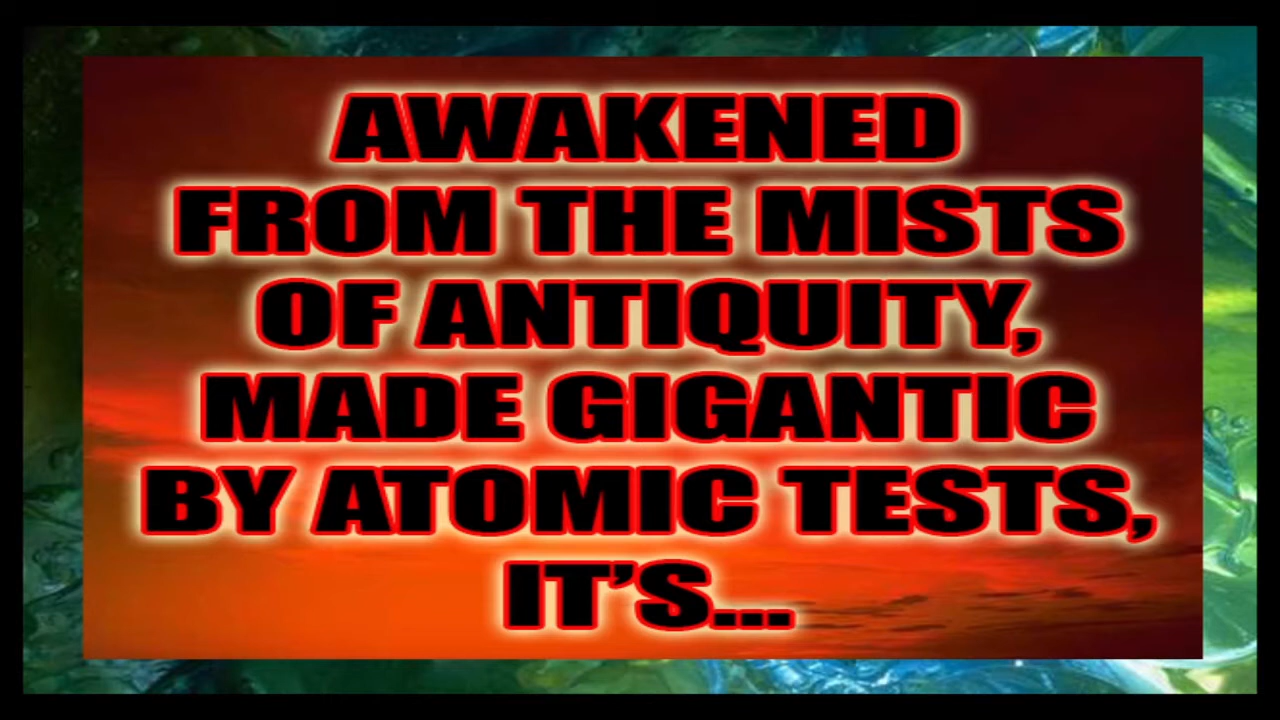 AWAKENED
FROM THE MISTS
OF ANTIQUITY,
MADE GIGANTIC
BY ATOMIC TESTS,
IT’S...